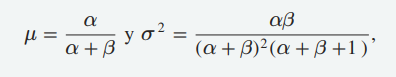 μ = α / (α + β) y σ² = αβ / ((α + β)²(α + β + 1)),